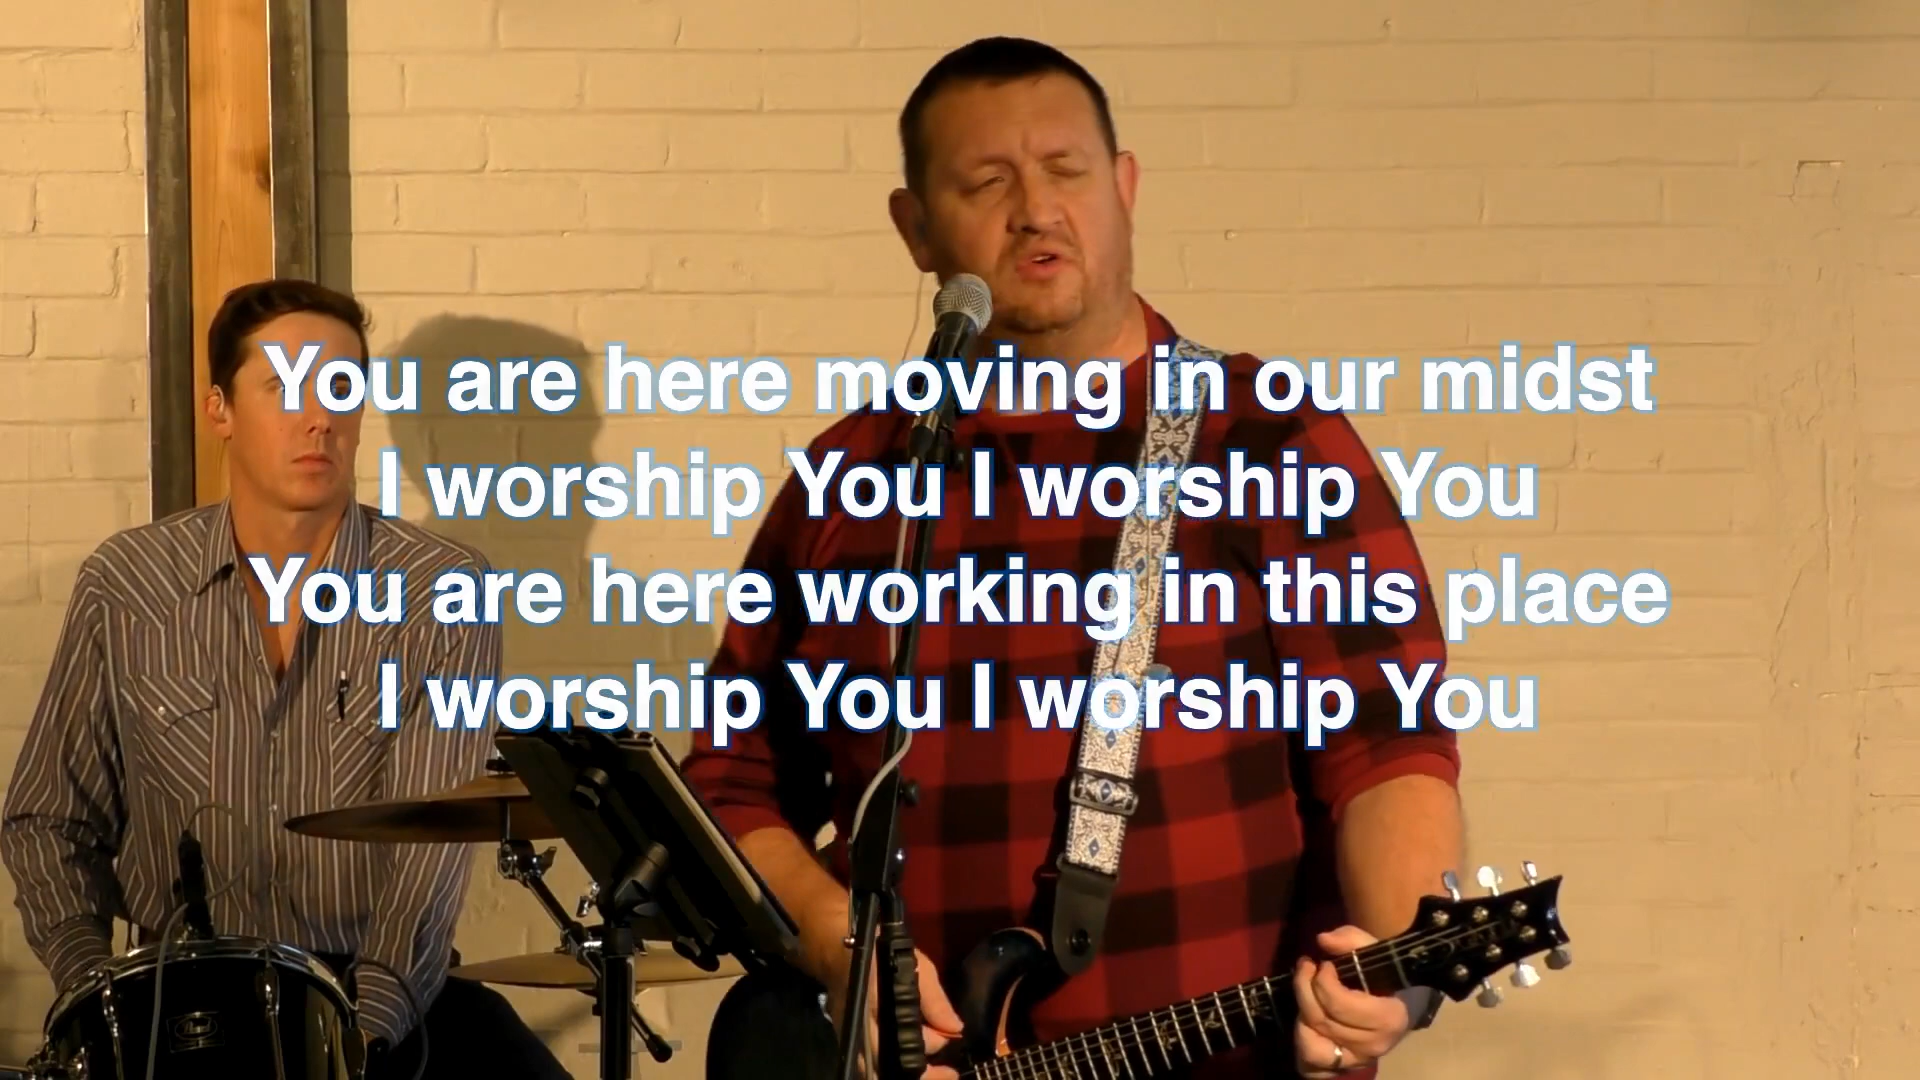 You are here moving in our midst
I worship You I worship You
You are here working in this place
I worship You I worship You
Pearl